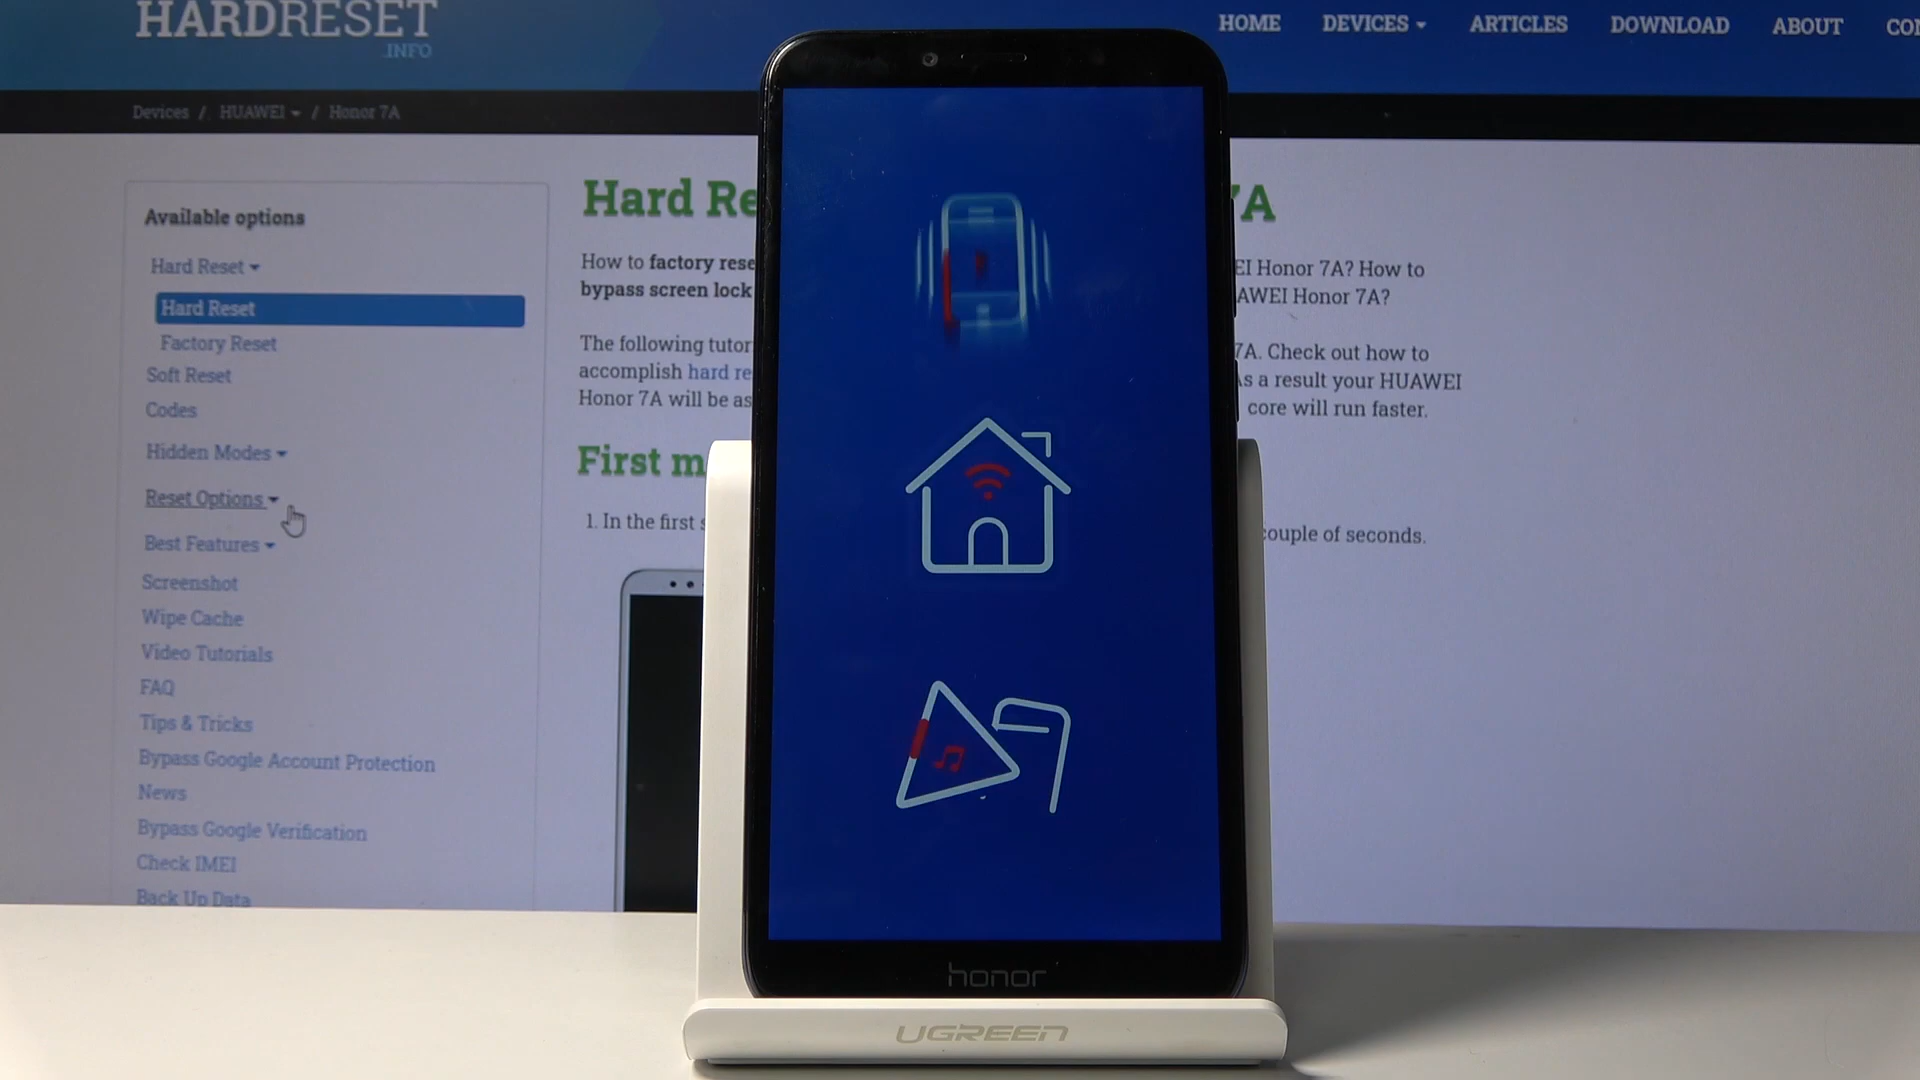 HARDRESET
.INFO
HOME DEVICES ARTICLES DOWNLOAD ABOUT
Devices / HUAWEI / Honor 7A
Available options
Hard Reset
Hard Reset
Factory Reset
Soft Reset
Codes
Hidden Modes
Reset Options
Best Features
Screenshot
Wipe Cache
Video Tutorials
FAQ
Tips & Tricks
Bypass Google Account Protection
News
Bypass Google Verification
Check IMEI
Back Up Data
Hard Re 7A
How to factory rese EI Honor 7A? How to
bypass screen lock AWEI Honor 7A?
The following tutor 7A. Check out how to
accomplish hard re As a result your HUAWEI
Honor 7A will be as core will run faster.
First m
1. In the first s couple of seconds.
honor
UGREEN